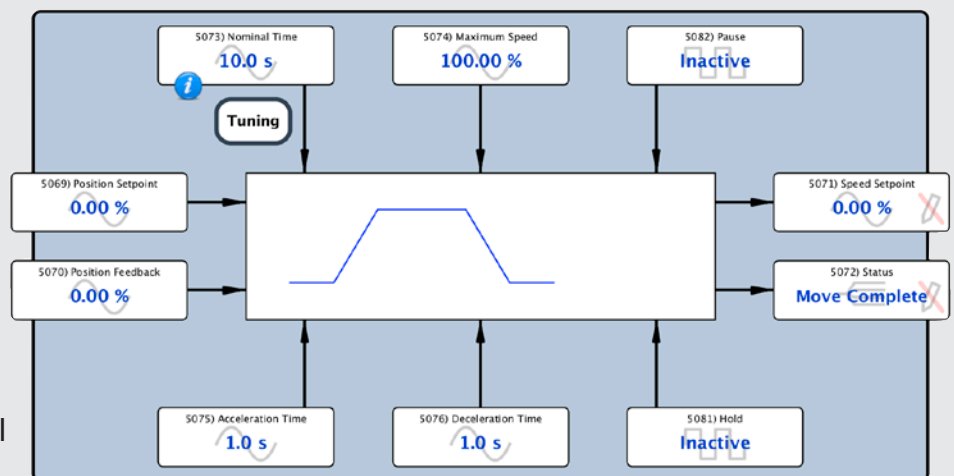 5073) Nominal Time
10.0 s
5074) Maximum Speed
100.00 %
5082) Pause
Inactive
i
Tuning
5069) Position Setpoint
0.00 %
5071) Speed Setpoint
0.00 %
5070) Position Feedback
0.00 %
5072) Status
Move Complete
5075) Acceleration Time
1.0 s
5076) Deceleration Time
1.0 s
5081) Hold
Inactive
l